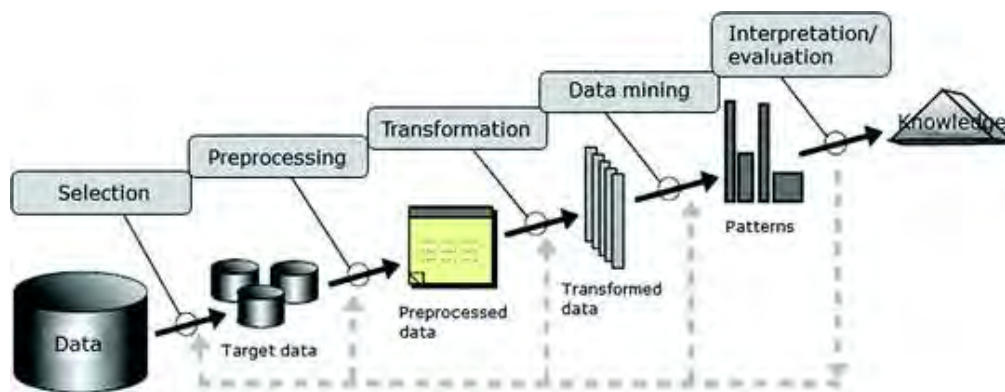 Interpretation/
evaluation
Data mining
Transformation
Preprocessing
Selection
Knowledge
Patterns
Transformed
data
Preprocessed
data
Target data
Data